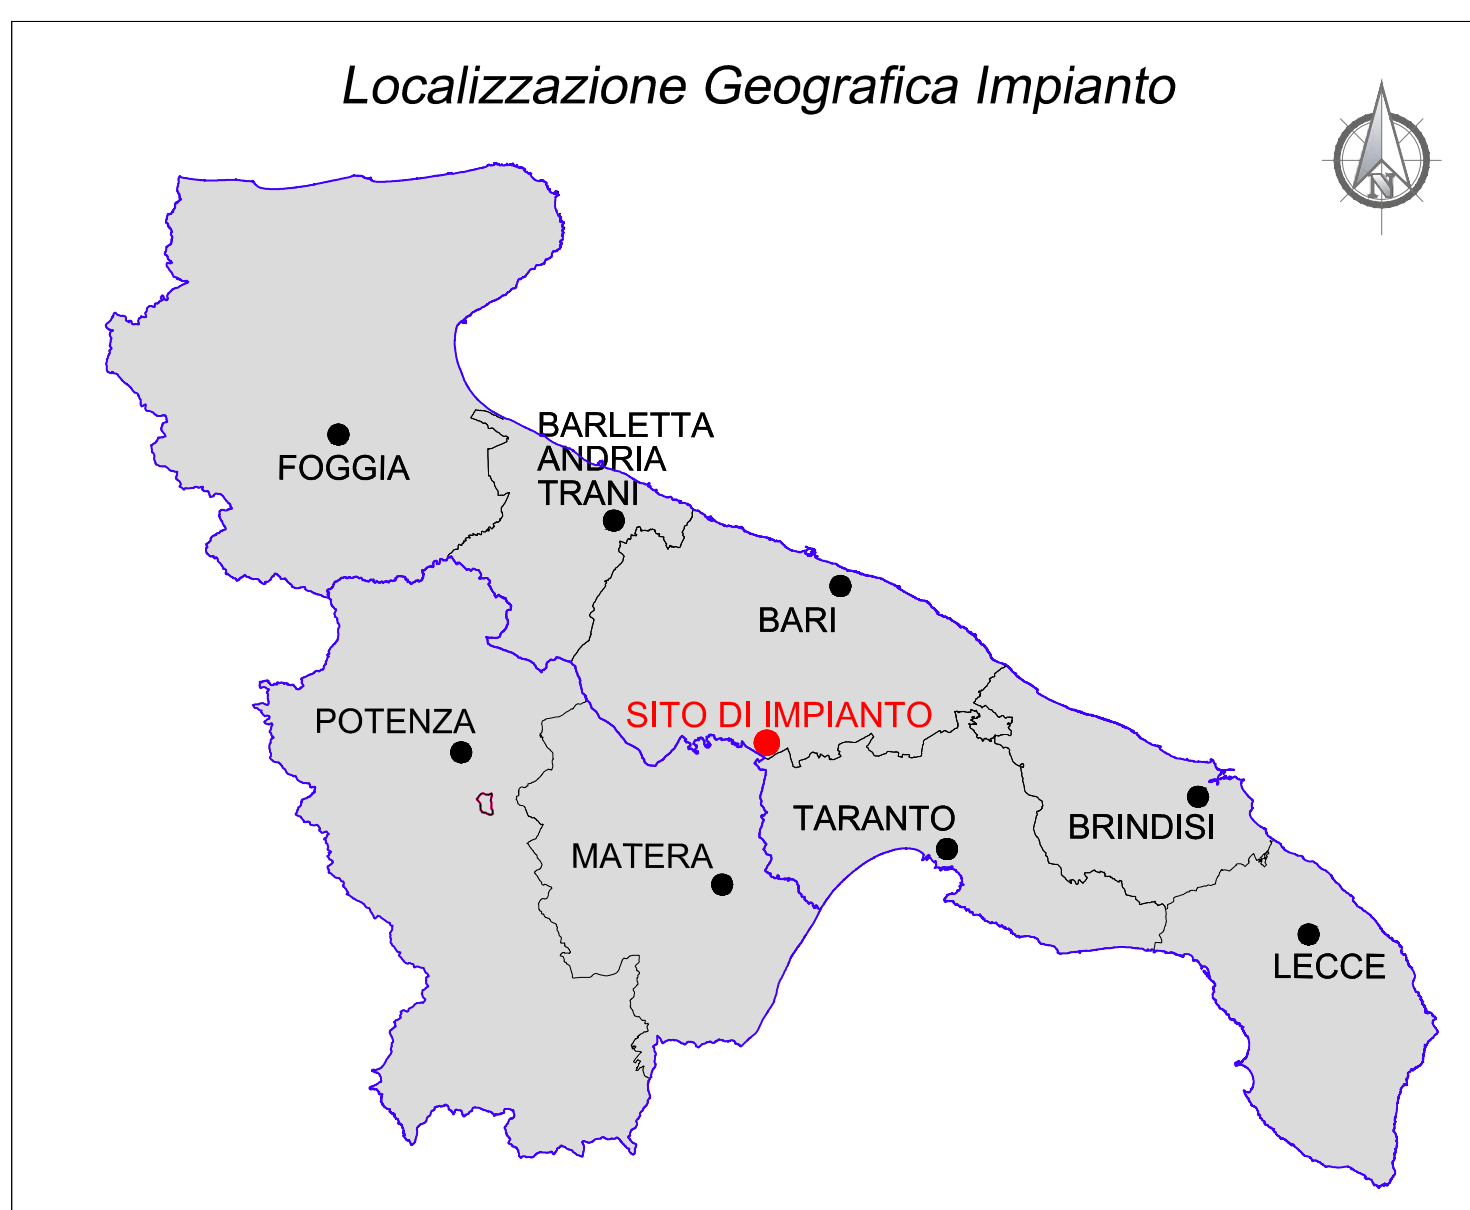 Localizzazione Geografica Impianto
N
BARLETTA
ANDRIA
TRANI
FOGGIA
BARI
SITO DI IMPIANTO
POTENZA
TARANTO
BRINDISI
MATERA
LECCE